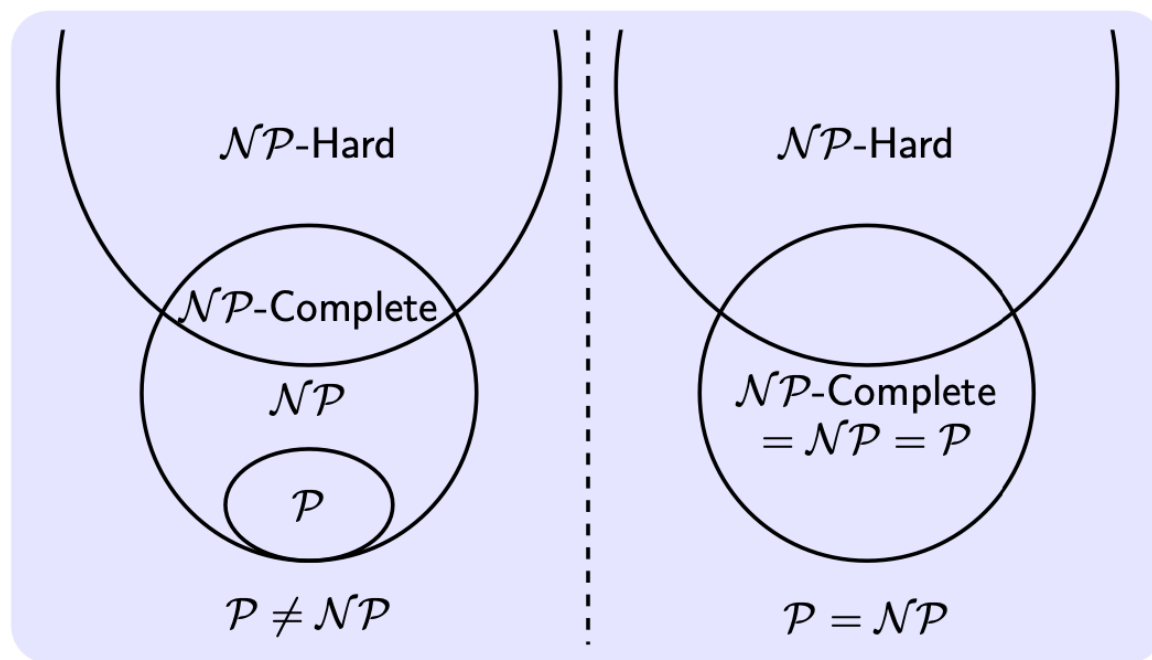 𝒩𝒫-Hard
𝒩𝒫-Complete
𝒩𝒫
𝒫
𝒫 ≠ 𝒩𝒫
𝒩𝒫-Hard
𝒩𝒫-Complete
= 𝒩𝒫 = 𝒫
𝒫 = 𝒩𝒫